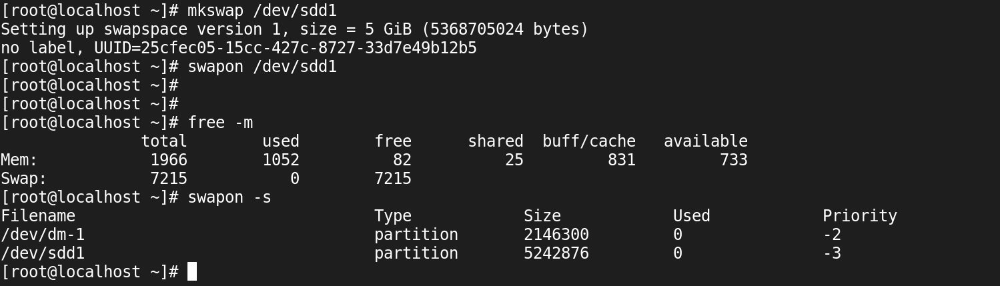 [root@localhost ~]# mkswap /dev/sdd1
Setting up swapspace version 1, size = 5 GiB (5368705024 bytes)
no label, UUID=25cfec05-15cc-427c-8727-33d7e49b12b5
[root@localhost ~]# swapon /dev/sdd1
[root@localhost ~]#
[root@localhost ~]#
[root@localhost ~]# free -m
               total        used        free      shared  buff/cache   available
Mem:            1966        1052          82          25         831         733
Swap:           7215           0        7215
[root@localhost ~]# swapon -s
Filename                                Type            Size            Used            Priority
/dev/dm-1                               partition       2146300         0               -2
/dev/sdd1                               partition       5242876         0               -3
[root@localhost ~]#